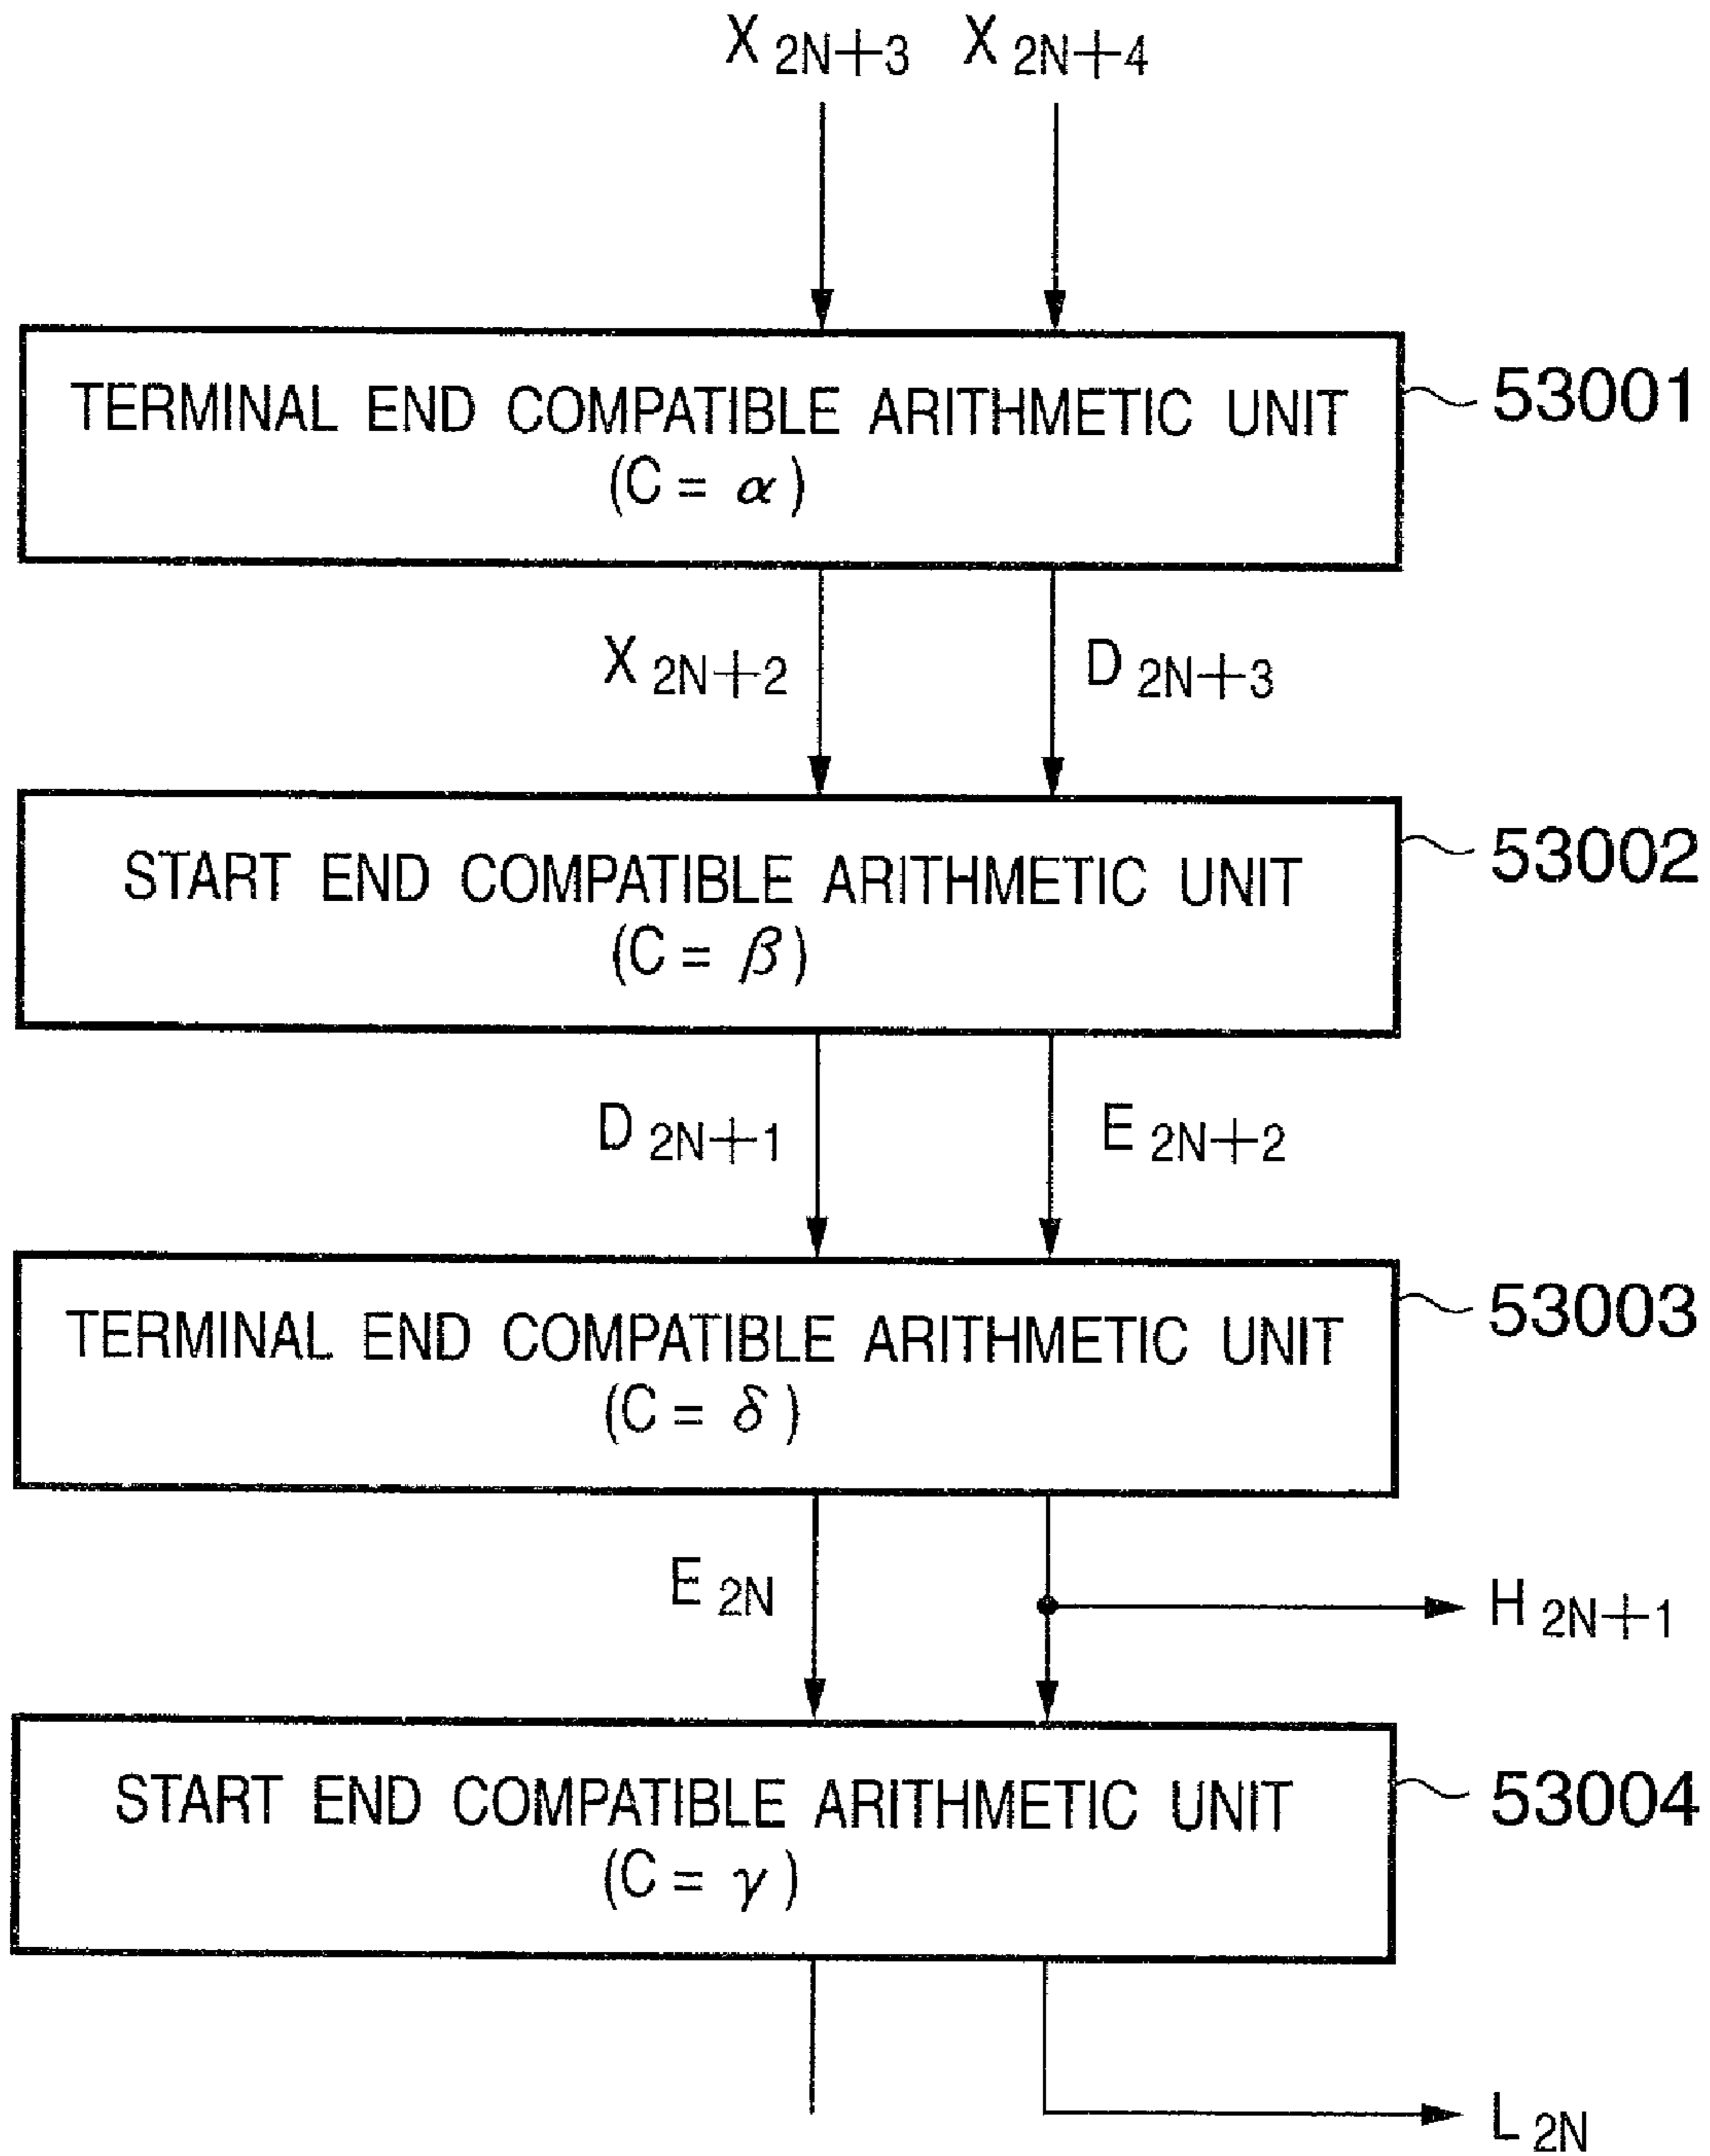 X 2N+3 X 2N+4
TERMINAL END COMPATIBLE ARITHMETIC UNIT
(C = α)
53001
X 2N+2 D 2N+3
START END COMPATIBLE ARITHMETIC UNIT
(C = β)
53002
D 2N+1 E 2N+2
TERMINAL END COMPATIBLE ARITHMETIC UNIT
(C = δ)
53003
E 2N H 2N+1
START END COMPATIBLE ARITHMETIC UNIT
(C = γ)
53004
L 2N